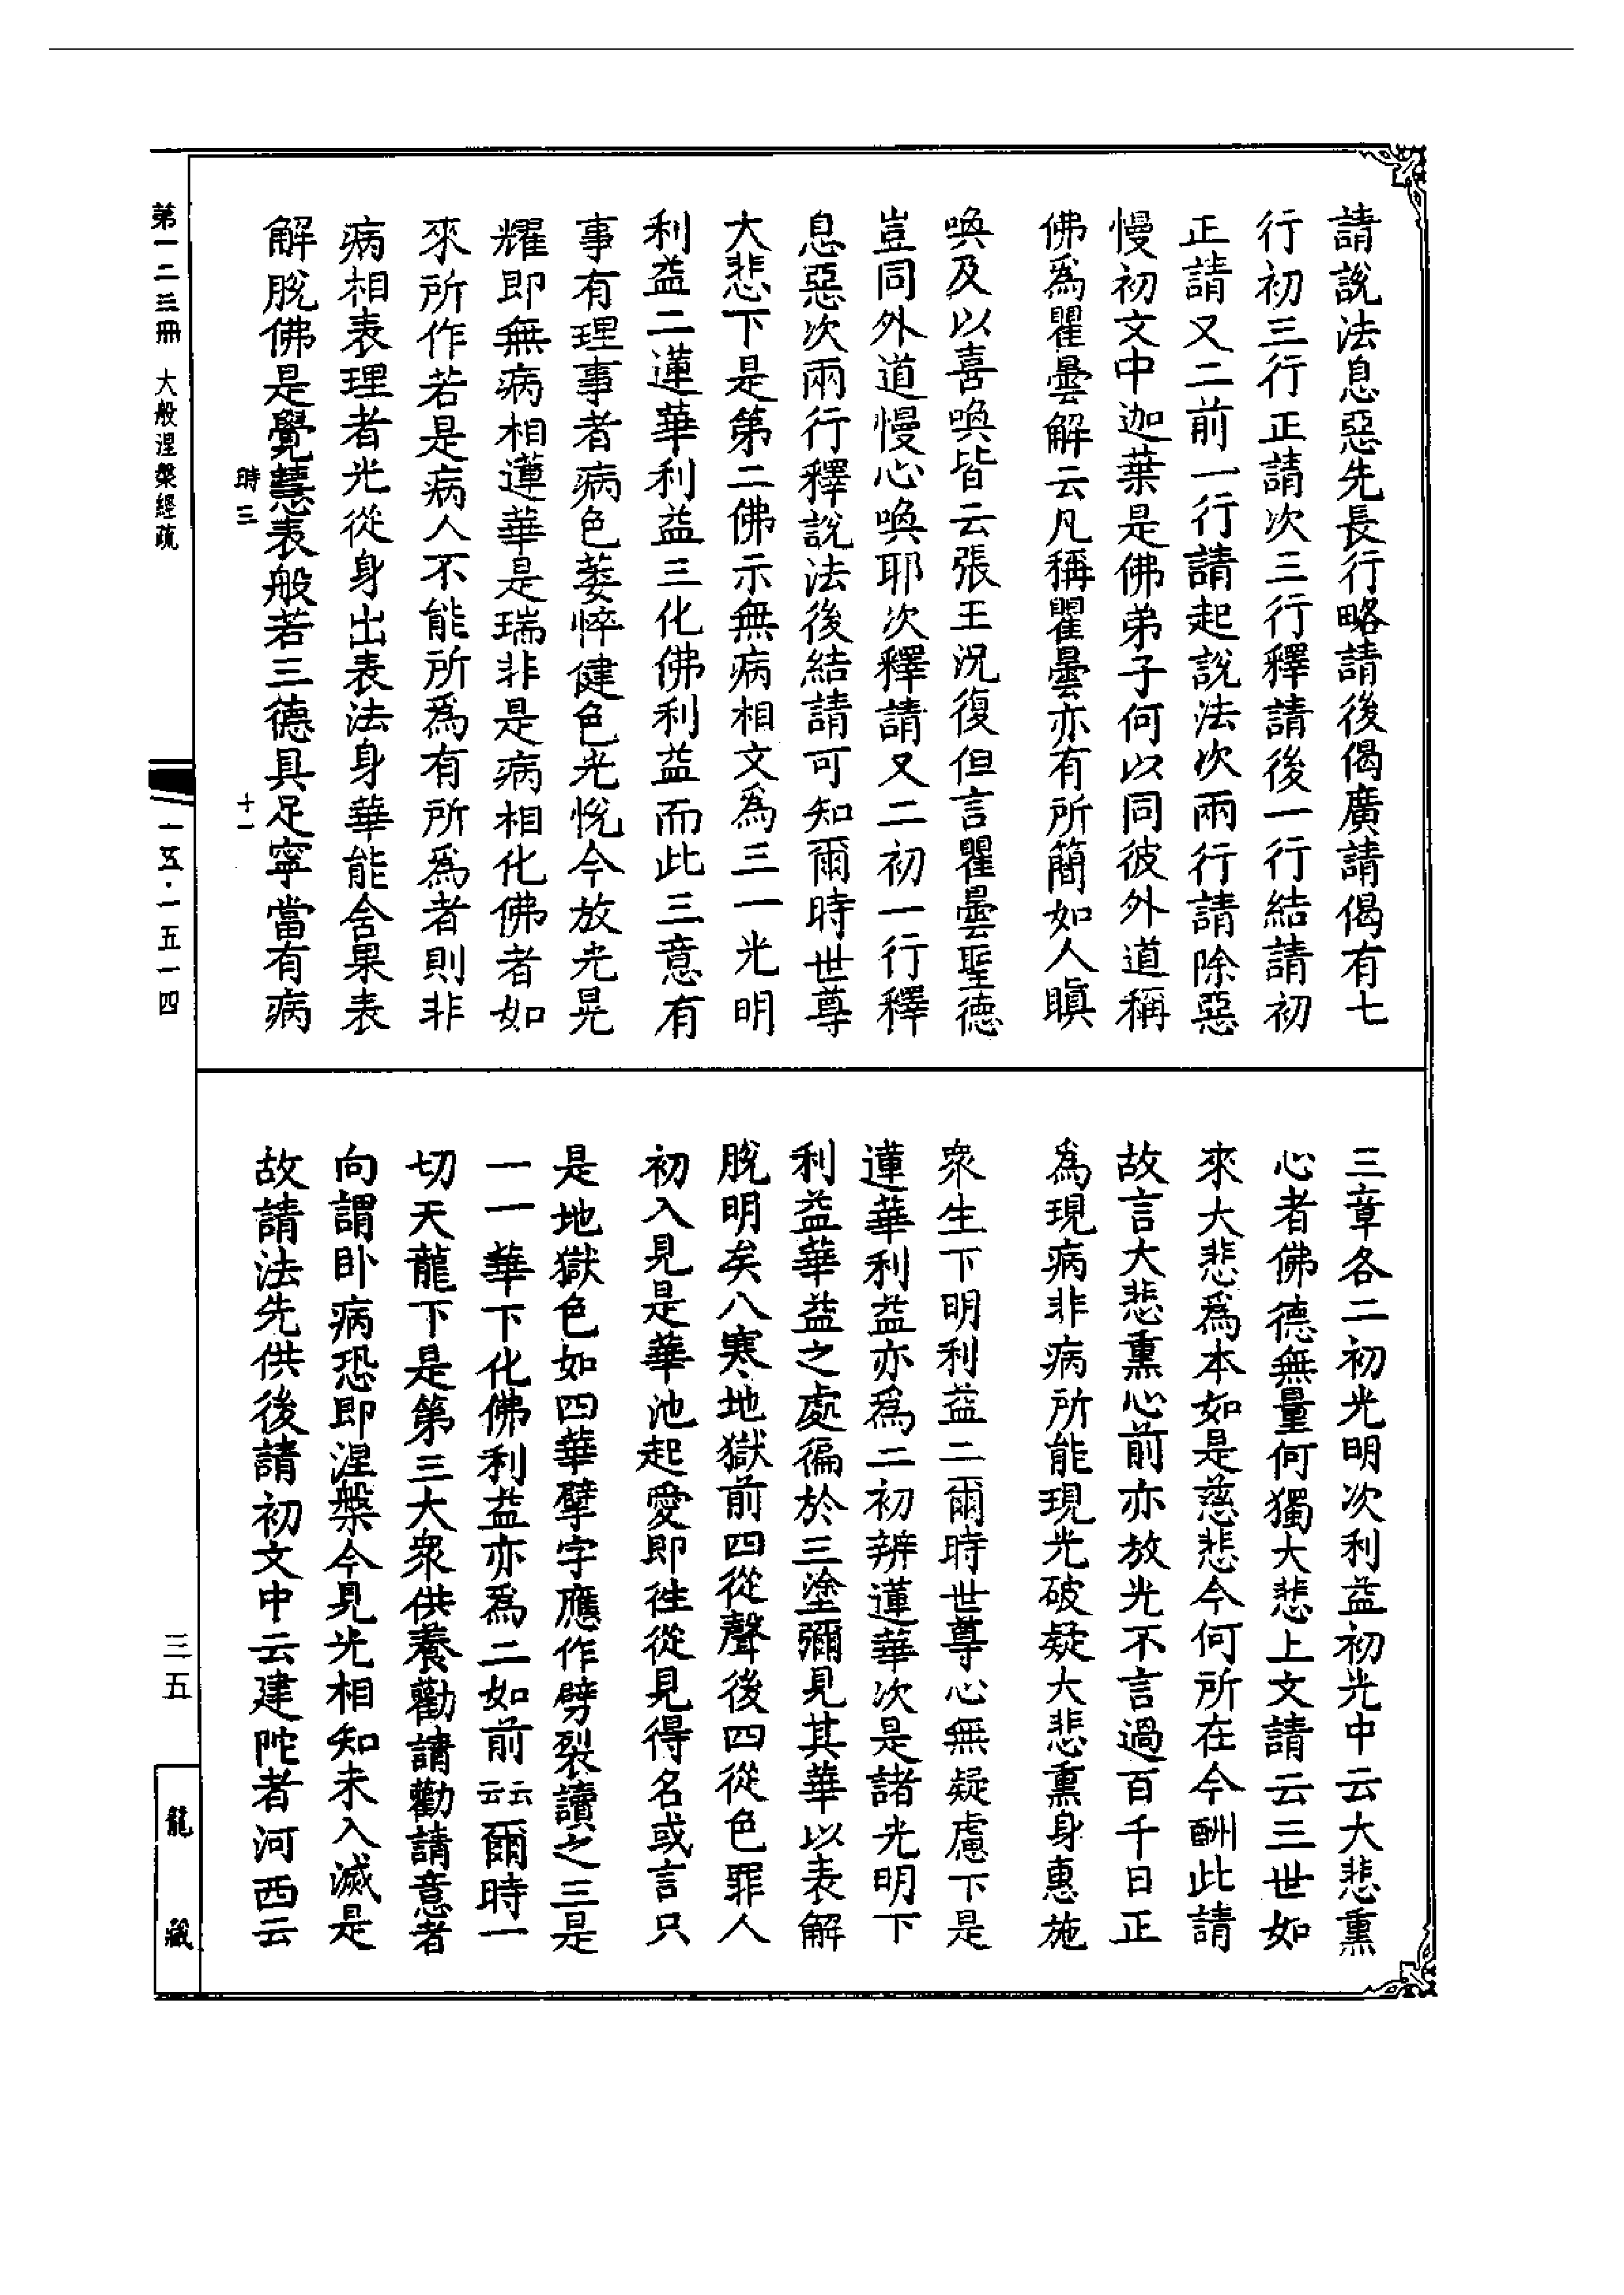 請說法息惡先長行略請後偈廣請偈有七
行初三行正請次三行釋請後一行結請初
正請又二前一行請起說法次兩行請除惡
慢初文中迦葉是佛弟子何以同彼外道稱
佛為瞿曇解云凡稱瞿曇亦有所簡如人瞋
喚及以喜喚皆云張王況復但言瞿曇聖德
豈同外道慢心喚耶次釋請又二初一行釋
息惡次兩行釋說法後結請可知爾時世尊
大悲下是第二佛示無病相文為三一光明
利益二蓮華利益三化佛利益而此三意有
事有理事者病色萎悴健色光悅今放光晃
耀即無病相蓮華是瑞非是病相化佛者如
來所作若是病人不能所為有所為者則非
病相表理者光從身出表法身華能含果表
解脫佛是覺慧表般若三德具足寧當有病
時三
十一
三章各二初光明次利益初光中云大悲熏
心者佛德無量何獨大悲上文請云三世如
來大悲為本如是慈悲今何所在今酬此請
故言大悲熏心前亦放光不言過百千日正
為現病非病所能現光破疑大悲熏身惠施
衆生下明利益二爾時世尊心無疑慮下是
蓮華利益亦為二初辨蓮華次是諸光明下
利益華益之處徧於三塗彌見其華以表解
脫明矣八寒地獄前四從聲後四從色罪人
初入見是華池起愛即往從見得名或言只
是地獄色如四華擘字應作劈裂讀之三是
一一華下化佛利益亦為二如前云云爾時一
切天龍下是第三大衆供養勸請勸請意者
向謂臥病恐即涅槃今見光相知未入滅是
故請法先供後請初文中云建陀者河西云
第一二三冊 大般涅槃經疏
一五·一五一四
三五
龍藏